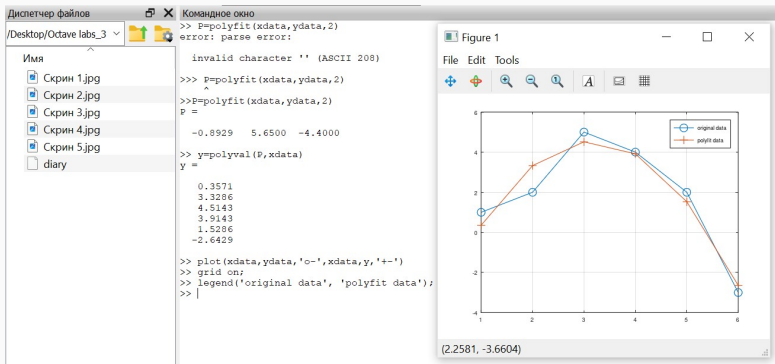 Диспетчер файлов
/Desktop/Octave labs_3
Имя
Скрин 1.jpg
Скрин 2.jpg
Скрин 3.jpg
Скрин 4.jpg
Скрин 5.jpg
diary
Командное окно
>> P=polyfit(xdata,ydata,2)
error: parse error:
invalid character '' (ASCII 208)
>>> P=polyfit(xdata,ydata,2)
^
>>P=polyfit(xdata,ydata,2)
P =
-0.8929 5.6500 -4.4000
>> y=polyval(P,xdata)
y =
0.3571
3.3286
4.5143
3.9143
1.5286
-2.6429
>> plot(xdata,ydata,'o-',xdata,y,'+-')
>> grid on;
>> legend('original data', 'polyfit data');
>>
Figure 1
File Edit Tools
A
original data
polyfit data
6
4
2
0
-2
-4
1 2 3 4 5 6
(2.2581, -3.6604)